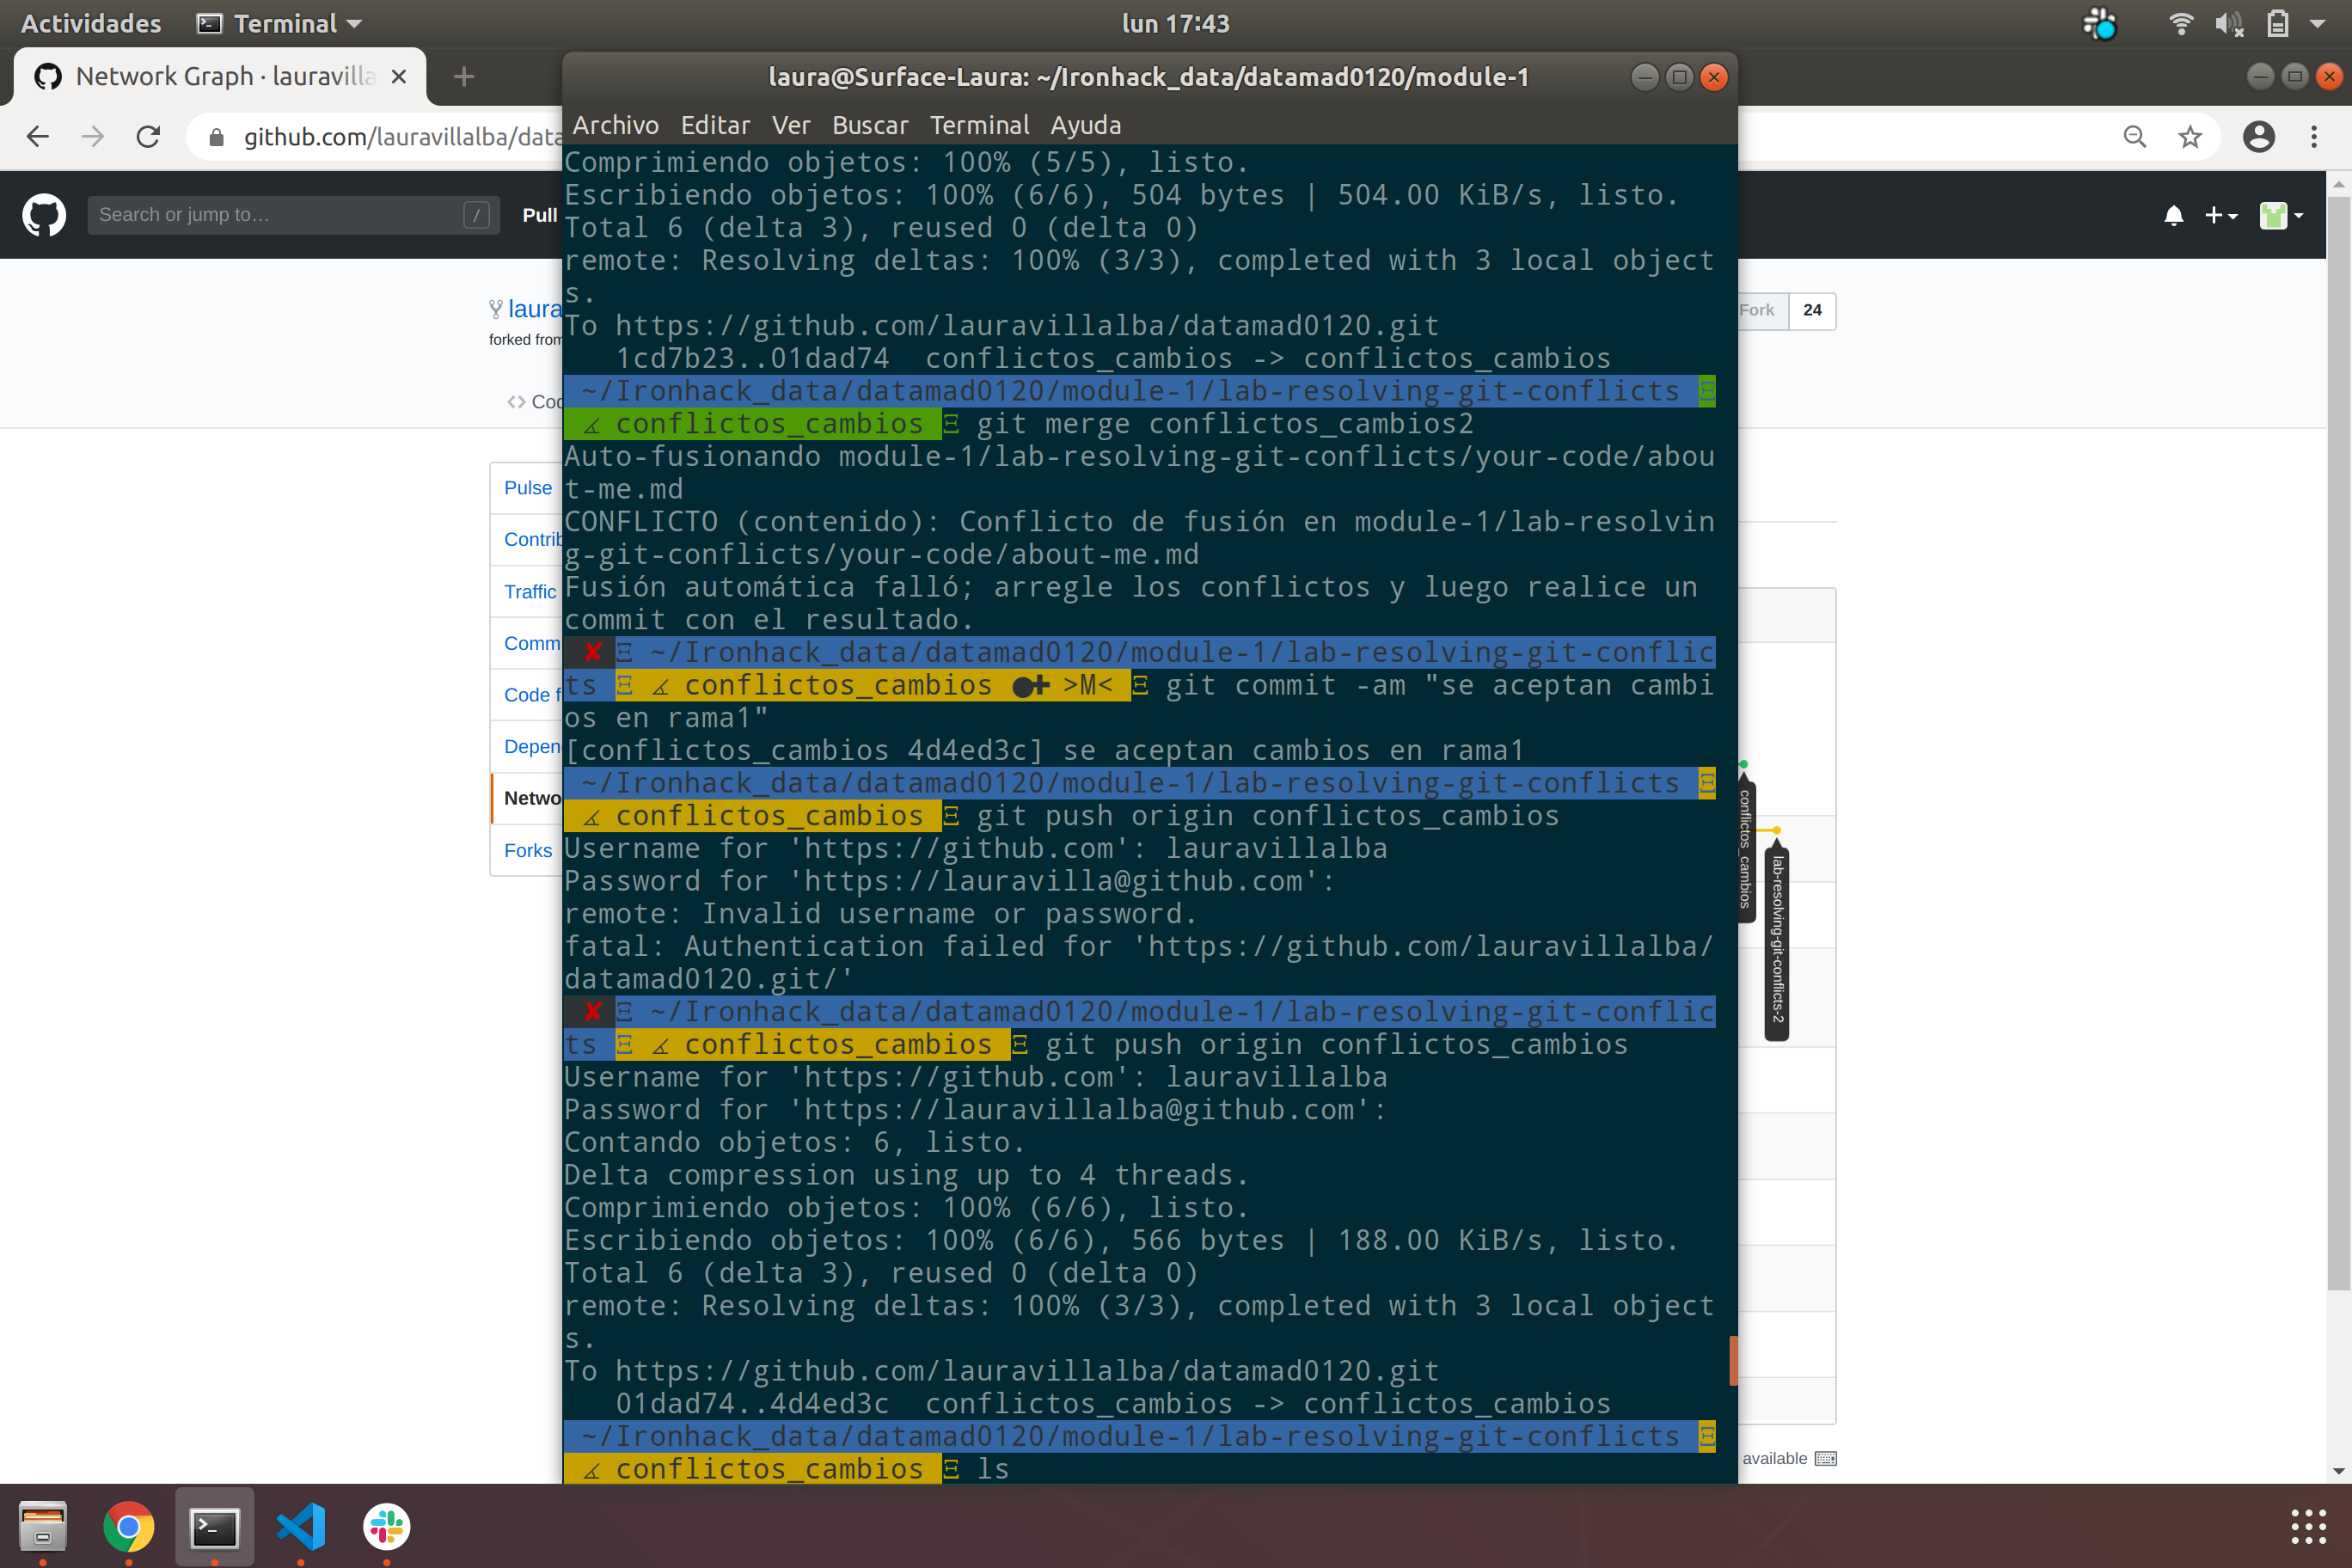 Actividades
Terminal
lun 17:43
Network Graph · lauravilla
laura@Surface-Laura: ~/Ironhack_data/datamad0120/module-1
github.com/lauravillalba/data
Archivo Editar Ver Buscar Terminal Ayuda
Search or jump to…
/
Pull
laura
forked from
Fork
24
Cod
Pulse
Contrib
Traffic
Comm
Code f
Depen
Netwo
Forks
Comprimiendo objetos: 100% (5/5), listo.
Escribiendo objetos: 100% (6/6), 504 bytes | 504.00 KiB/s, listo.
Total 6 (delta 3), reused 0 (delta 0)
remote: Resolving deltas: 100% (3/3), completed with 3 local object
s.
To https://github.com/lauravillalba/datamad0120.git
1cd7b23..01dad74  conflictos_cambios -> conflictos_cambios
~/Ironhack_data/datamad0120/module-1/lab-resolving-git-conflicts Ξ
∡ conflictos_cambios Ξ git merge conflictos_cambios2
Auto-fusionando module-1/lab-resolving-git-conflicts/your-code/abou
t-me.md
CONFLICTO (contenido): Conflicto de fusión en module-1/lab-resolvin
g-git-conflicts/your-code/about-me.md
Fusión automática falló; arregle los conflictos y luego realice un
commit con el resultado.
✘ Ξ ~/Ironhack_data/datamad0120/module-1/lab-resolving-git-conflic
ts Ξ ∡ conflictos_cambios ●✚ >M< Ξ git commit -am "se aceptan cambi
os en rama1"
[conflictos_cambios 4d4ed3c] se aceptan cambios en rama1
~/Ironhack_data/datamad0120/module-1/lab-resolving-git-conflicts Ξ
∡ conflictos_cambios Ξ git push origin conflictos_cambios
Username for 'https://github.com': lauravillalba
Password for 'https://lauravilla@github.com':
remote: Invalid username or password.
fatal: Authentication failed for 'https://github.com/lauravillalba/
datamad0120.git/'
✘ Ξ ~/Ironhack_data/datamad0120/module-1/lab-resolving-git-conflic
ts Ξ ∡ conflictos_cambios Ξ git push origin conflictos_cambios
Username for 'https://github.com': lauravillalba
Password for 'https://lauravillalba@github.com':
Contando objetos: 6, listo.
Delta compression using up to 4 threads.
Comprimiendo objetos: 100% (6/6), listo.
Escribiendo objetos: 100% (6/6), 566 bytes | 188.00 KiB/s, listo.
Total 6 (delta 3), reused 0 (delta 0)
remote: Resolving deltas: 100% (3/3), completed with 3 local object
s.
To https://github.com/lauravillalba/datamad0120.git
01dad74..4d4ed3c  conflictos_cambios -> conflictos_cambios
~/Ironhack_data/datamad0120/module-1/lab-resolving-git-conflicts Ξ
∡ conflictos_cambios Ξ ls
conflictos_cambios
lab-resolving-git-conflicts-2
available